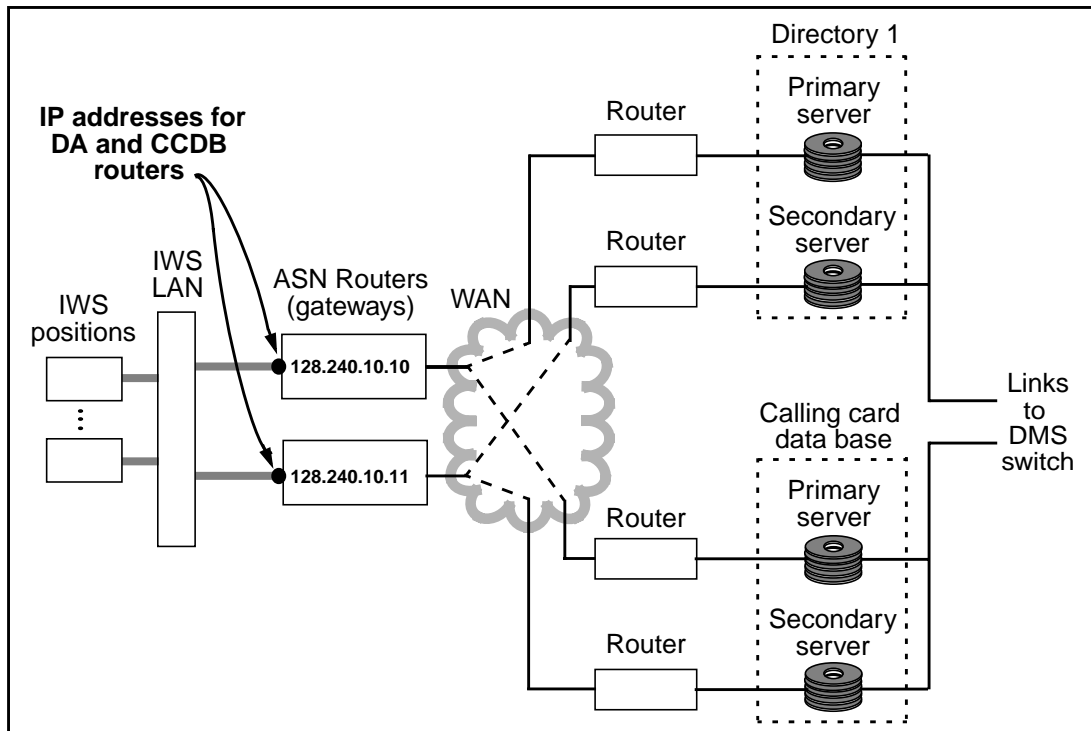 Directory 1
Primary
server
Router
IP addresses for
DA and CCDB
routers
Secondary
server
Router
IWS
LAN
ASN Routers
(gateways)
WAN
IWS
positions
128.240.10.10
Links
to
DMS
switch
Calling card
data base
128.240.10.11
Primary
server
Router
Secondary
server
Router